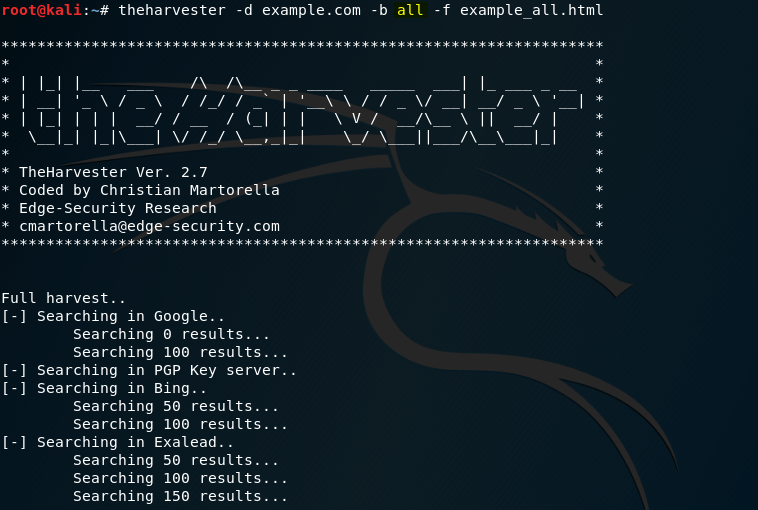 root@kali:~# theharvester -d example.com -b all -f example_all.html
*******************************************************************
*                                                                 *
* | |_| |__   ___    /\  /\__ _ _ ____   _____  ___| |_ ___ _ __  *
* | __| '_ \ / _ \  / /_/ / _` | '__\ \ / / _ \/ __| __/ _ \ '__| *
* | |_| | | |  __/ / __  / (_| | |   \ V /  __/\__ \ ||  __/ |    *
*  \__|_| |_|\___| \/ /_/ \__,_|_|    \_/ \___||___/\__\___|_|    *
*                                                                 *
* TheHarvester Ver. 2.7                                           *
* Coded by Christian Martorella                                   *
* Edge-Security Research                                          *
* cmartorella@edge-security.com                                   *
*******************************************************************
Full harvest..
[-] Searching in Google..
        Searching 0 results...
        Searching 100 results...
[-] Searching in PGP Key server..
[-] Searching in Bing..
        Searching 50 results...
        Searching 100 results...
[-] Searching in Exalead..
        Searching 50 results...
        Searching 100 results...
        Searching 150 results...